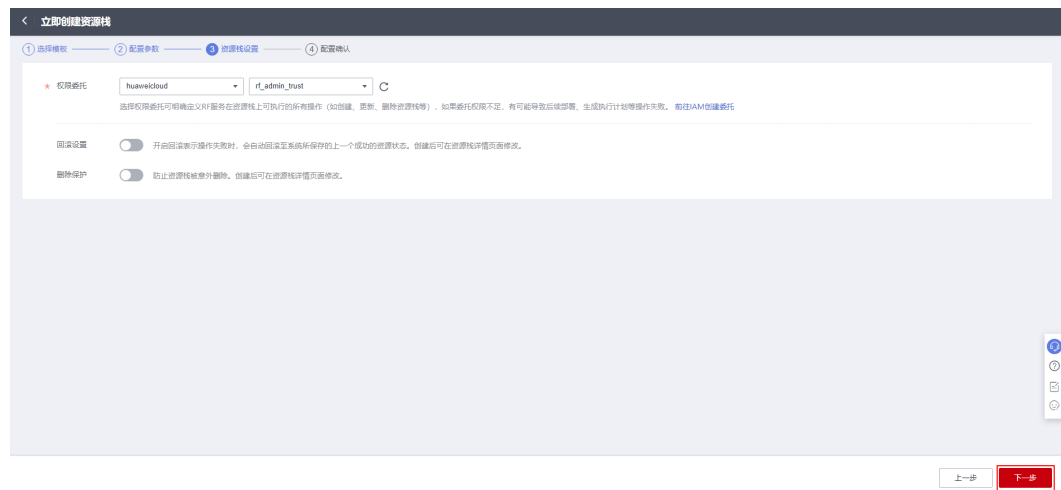 立即创建资源栈
1 选择模板 2 配置参数 3 资源栈设置 4 配置确认
* 权限委托 huaweicloud rf_admin_trust
选择权限委托可明确定义RF服务在资源栈上可执行的所有操作（如创建、更新、删除资源栈等），如果委托权限不足，有可能导致后续部署、生成执行计划等操作失败。 前往IAM创建委托
回滚设置 开启回滚表示操作失败时，会自动回滚至系统所保存的上一个成功的资源状态。创建后可在资源栈详情页面修改。
删除保护 防止资源栈被意外删除。创建后可在资源栈详情页面修改。
上一步 下一步